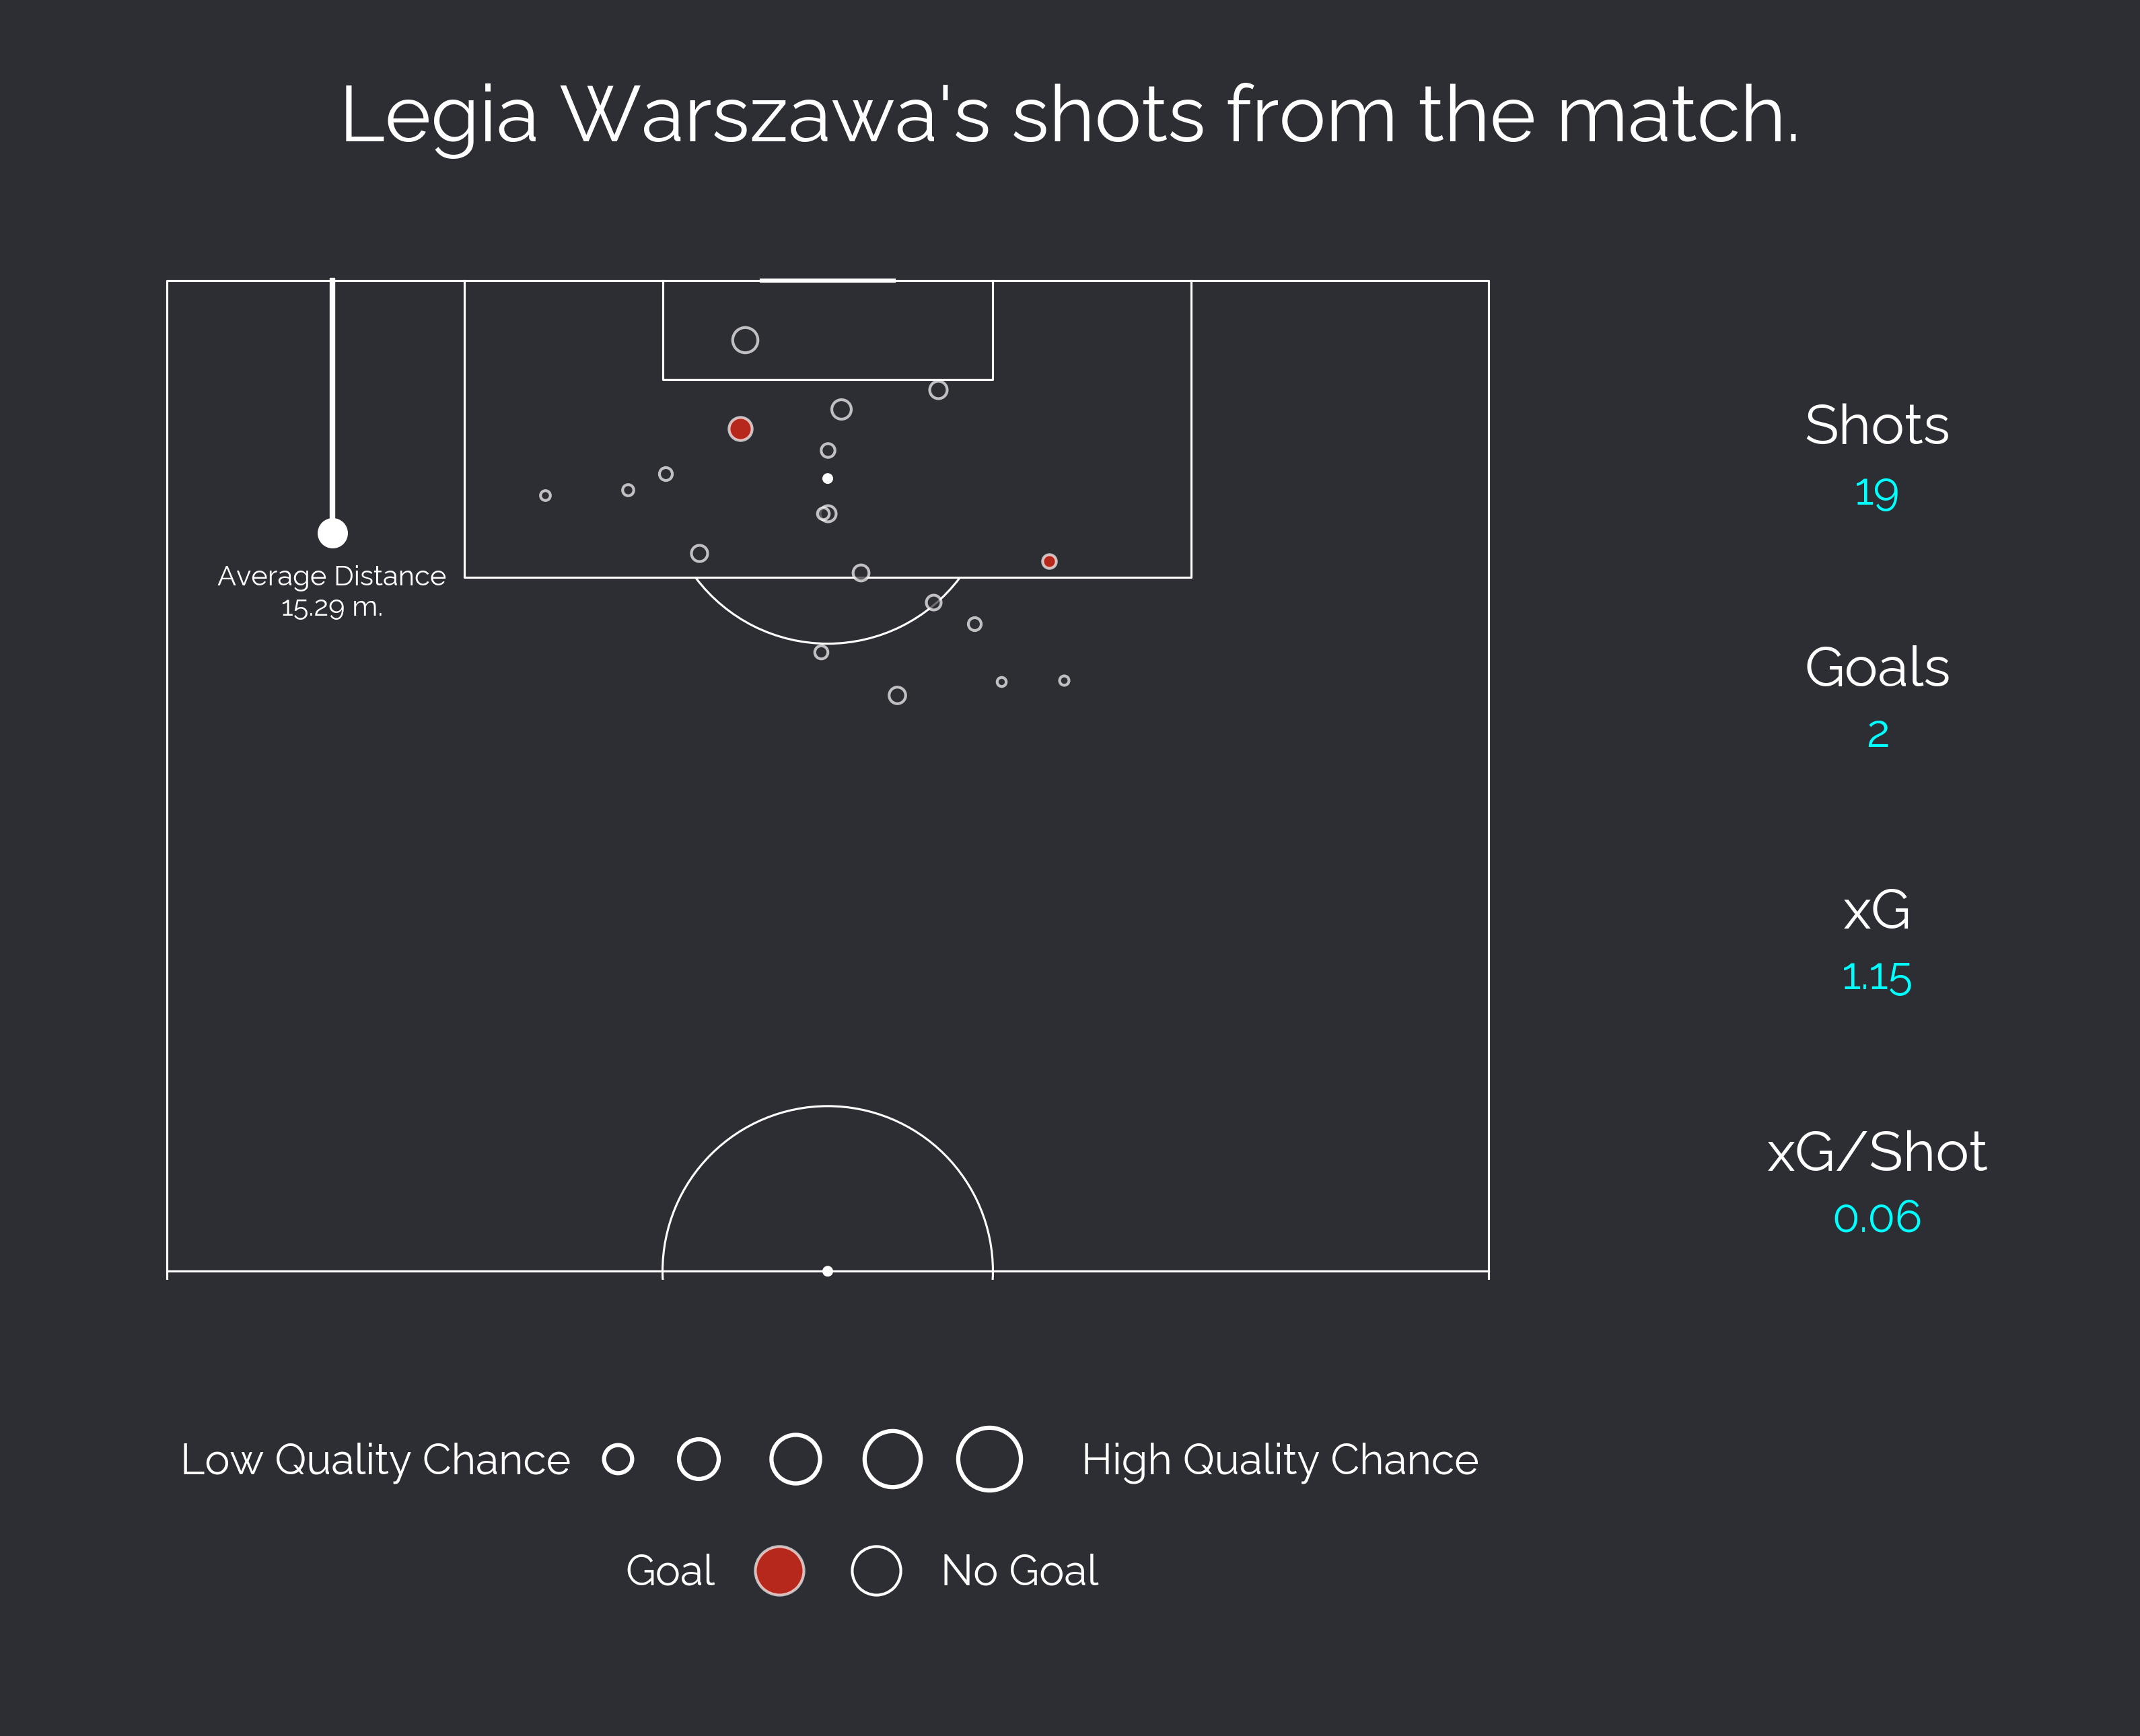 Legia Warszawa's shots from the match.
Average Distance
15.29 m.
Shots
19
Goals
2
xG
1.15
xG/Shot
0.06
Low Quality Chance
High Quality Chance
Goal
No Goal